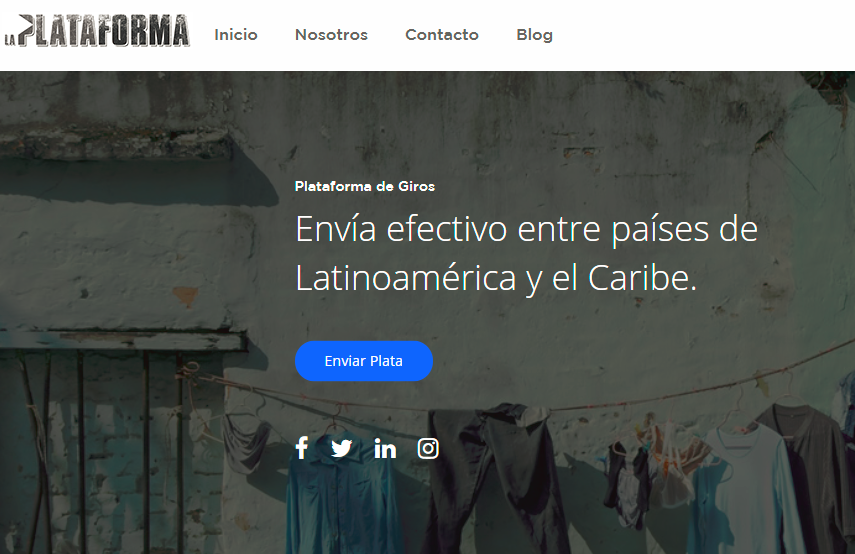 LA PLATAFORMA
Inicio Nosotros Contacto Blog
Plataforma de Giros
Envía efectivo entre países de
Latinoamérica y el Caribe.
Enviar Plata